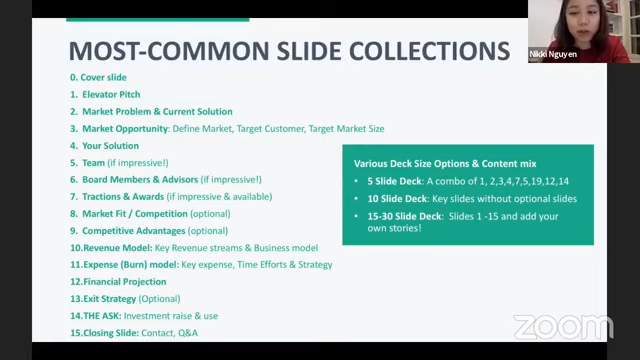 MOST-COMMON SLIDE COLLECTIONS
0. Cover slide
1. Elevator Pitch
2. Market Problem & Current Solution
3. Market Opportunity: Define Market, Target Customer, Target Market Size
4. Your Solution
5. Team (if impressive!)
6. Board Members & Advisors (if impressive!)
7. Tractions & Awards (if impressive & available)
8. Market Fit / Competition (optional)
9. Competitive Advantages (optional)
10.Revenue Model: Key Revenue streams & Business model
11.Expense (Burn) model: Key expense, Time Efforts & Strategy
12.Financial Projection
13.Exit Strategy (Optional)
14.THE ASK: Investment raise & use
15.Closing Slide: Contact, Q&A
Various Deck Size Options & Content mix
• 5 Slide Deck: A combo of 1, 2,3,4,7,5,19,12,14
• 10 Slide Deck: Key slides without optional slides
• 15-30 Slide Deck: Slides 1 -15 and add your
own stories!
Nikki Nguyen
zoom